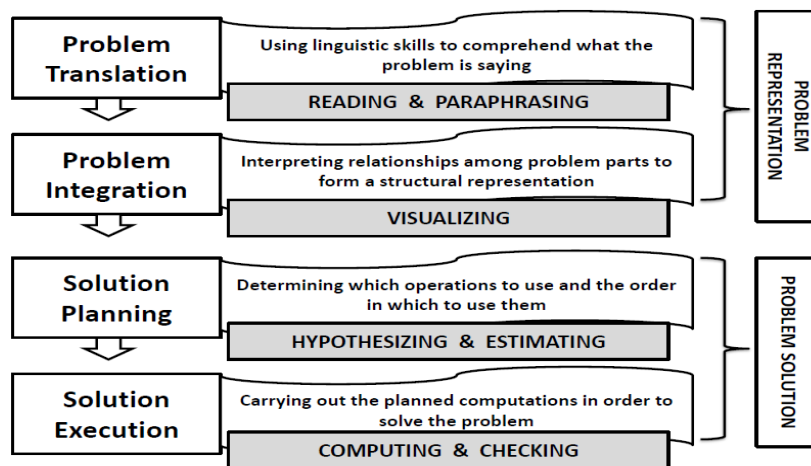 Problem
Translation
Using linguistic skills to comprehend what the
problem is saying
READING & PARAPHRASING
Problem
Integration
Interpreting relationships among problem parts to
form a structural representation
VISUALIZING
PROBLEM
REPRESENTATION
Solution
Planning
Determining which operations to use and the order
in which to use them
HYPOTHESIZING & ESTIMATING
Solution
Execution
Carrying out the planned computations in order to
solve the problem
COMPUTING & CHECKING
PROBLEM SOLUTION